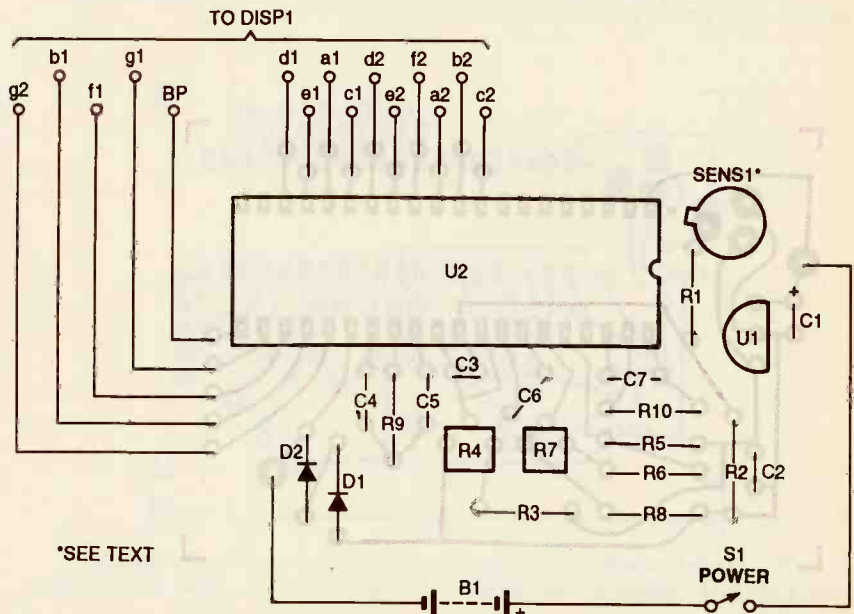 TO DISP1
b1 g1 d1 a1 d2 f2 b2
g2 f1 BP e1 c1 e2 a2 c2
SENS1*
U2
R1
+
C1
U1
C3
C7
C4 R9 C5 C6
R10
R4 R7 R5
D2 R6 R2 C2
D1
R3 R8
*SEE TEXT
S1
POWER
B1
+